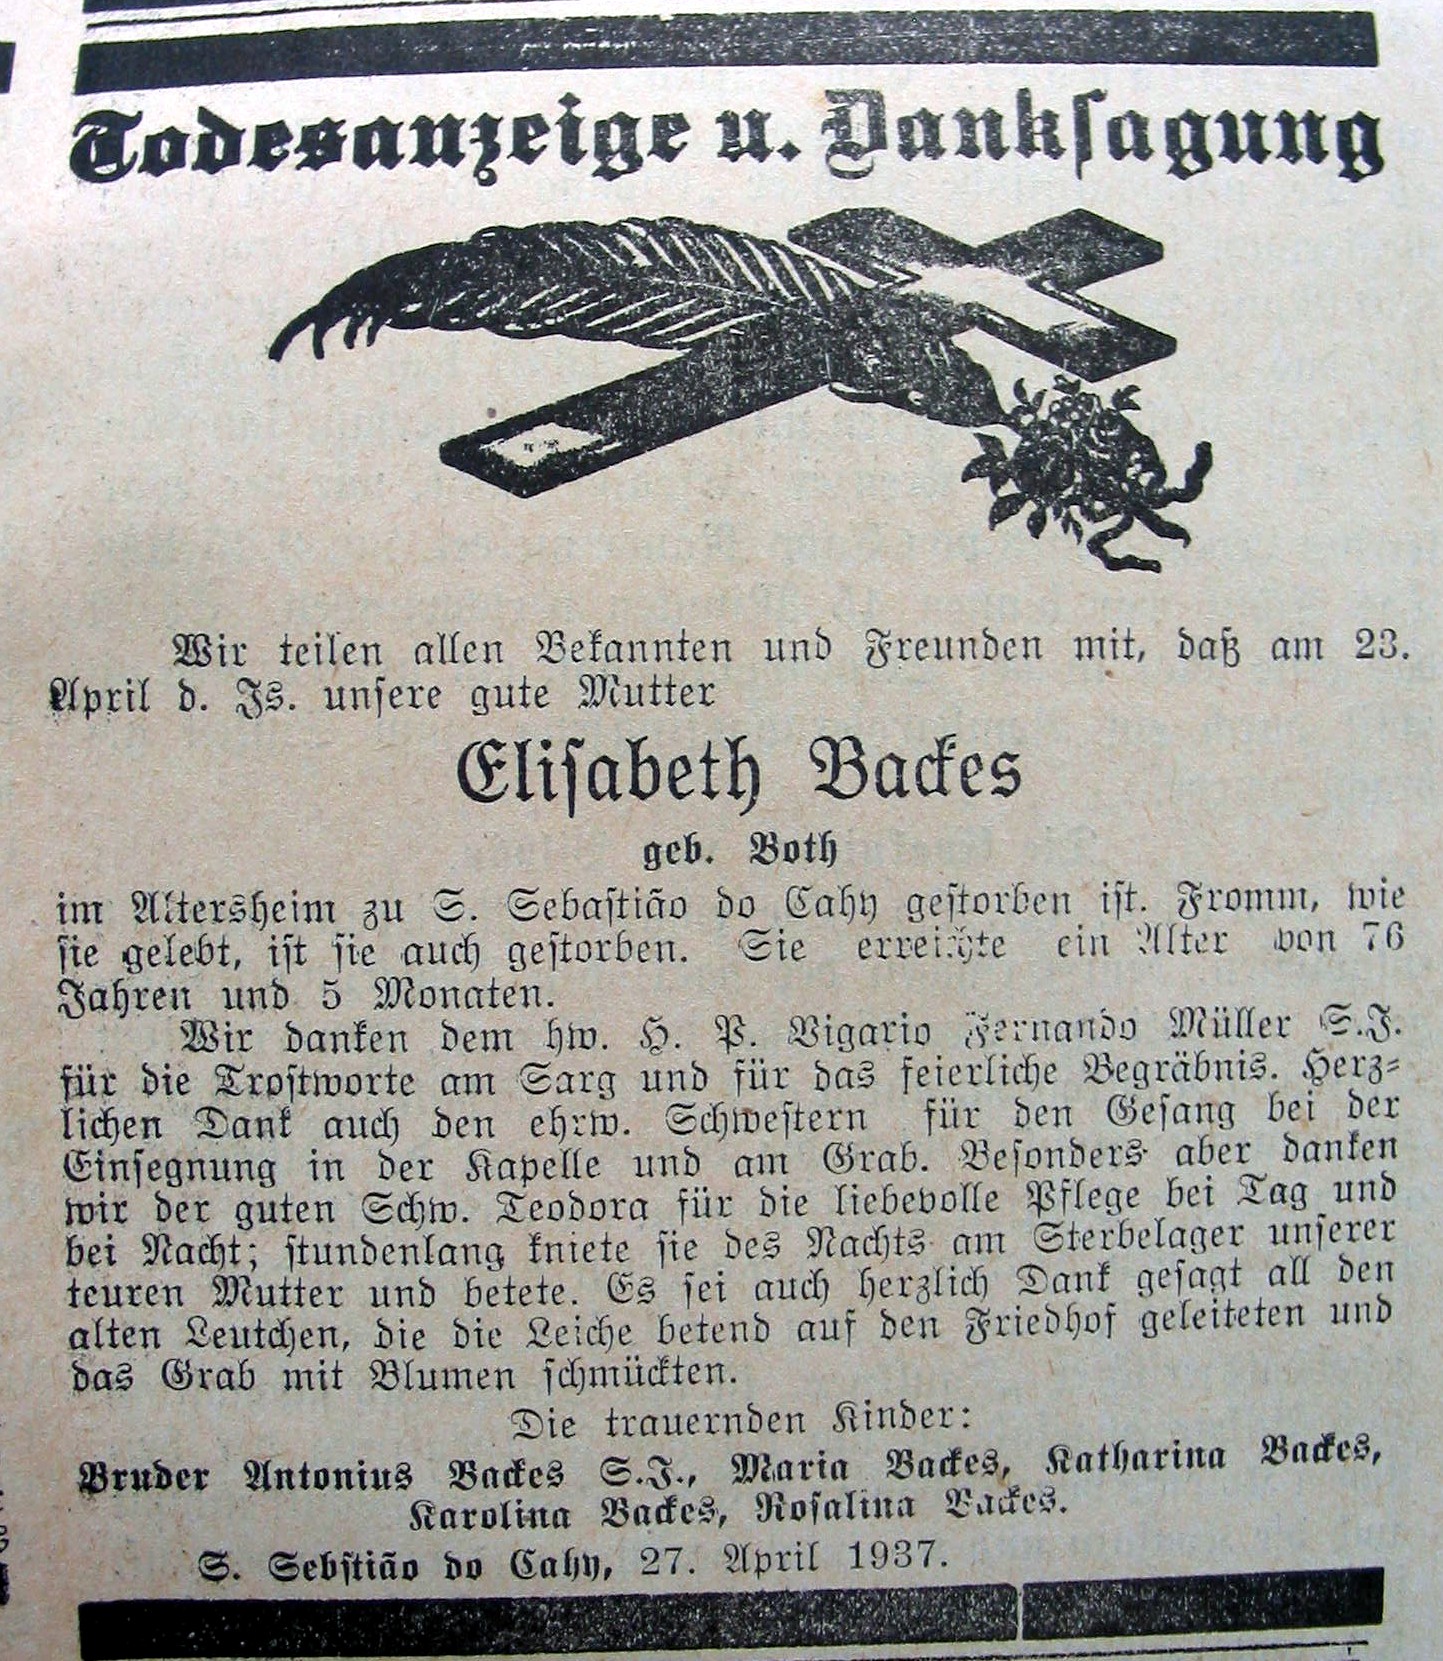 Todesanzeige u. Danksagung
Wir teilen allen Bekannten und Freunden mit, daß am 23.
April d. Js. unsere gute Mutter
Elisabeth Backes
geb. Both
im Altersheim zu S. Sebastião do Cahy gestorben ist. Fromm, wie
sie gelebt, ist sie auch gestorben. Sie erreichte ein Alter von 76
Jahren und 5 Monaten.
Wir danken dem hw. H. P. Vigario Fernando Müller S.J.
für die Trostworte am Sarg und für das feierliche Begräbnis. Herz-
lichen Dank auch den ehrw. Schwestern für den Gesang bei der
Einsegnung in der Kapelle und am Grab. Besonders aber danken
wir der guten Schw. Teodora für die liebevolle Pflege bei Tag und
bei Nacht; stundenlang kniete sie des Nachts am Sterbelager unserer
teuren Mutter und betete. Es sei auch herzlich Dank gesagt all den
alten Leutchen, die die Leiche betend auf den Friedhof geleiteten und
das Grab mit Blumen schmückten.
Die trauernden Kinder:
Bruder Antonius Backes S.J., Maria Backes, Katharina Backes,
Karolina Backes, Rosalina Backes.
S. Sebstião do Cahy, 27. April 1937.